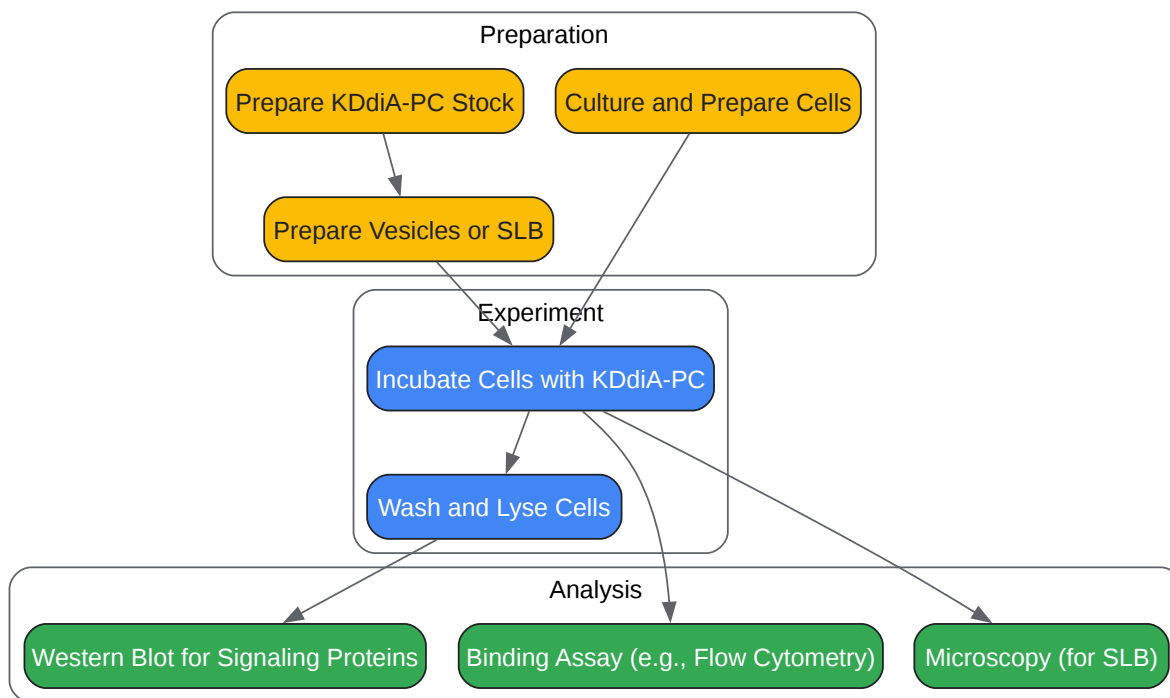 Preparation
Prepare KDdiA-PC Stock
Culture and Prepare Cells
Prepare Vesicles or SLB
Experiment
Incubate Cells with KDdiA-PC
Wash and Lyse Cells
Analysis
Western Blot for Signaling Proteins
Binding Assay (e.g., Flow Cytometry)
Microscopy (for SLB)